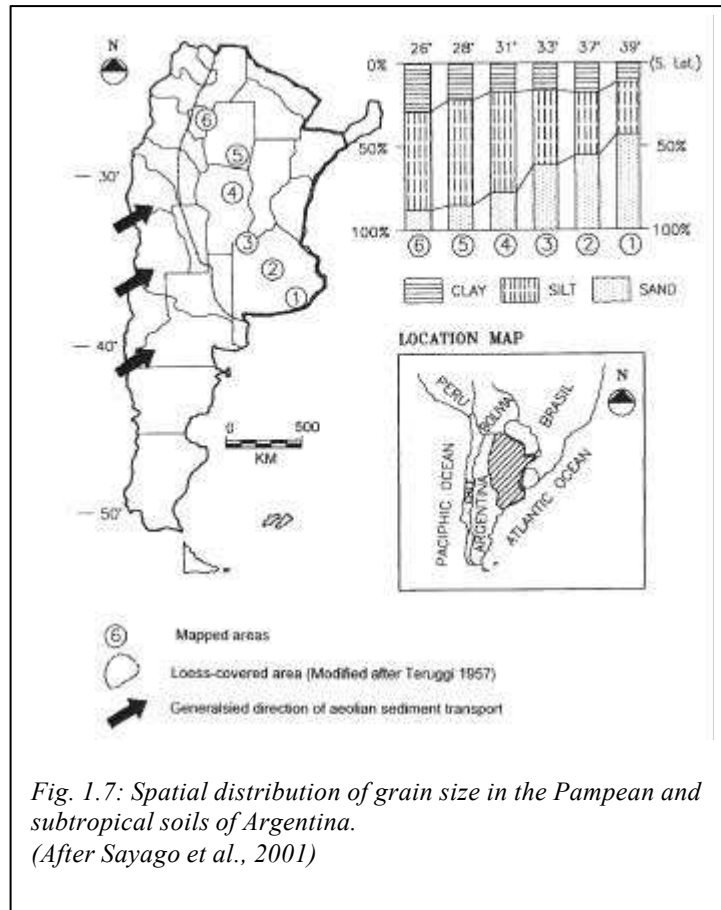 N
26° 28° 31° 33° 37° 39°
0% (S. Lat.)
50% 50%
100% 100%
⑥ ⑤ ④ ③ ② ①
CLAY SILT SAND
30°
40°
50°
⑥
⑤
④
③
②
①
0 500
KM
LOCATION MAP
N
PERU
BOLIVIA
BRASIL
PACIPHIC OCEAN
ARGENTINA
ATLANTIC OCEAN
⑥ Mapped areas
Loess-covered area (Modified after Teruggi 1957)
Generalsied direction of aeolian sediment transport
Fig. 1.7: Spatial distribution of grain size in the Pampean and
subtropical soils of Argentina.
(After Sayago et al., 2001)